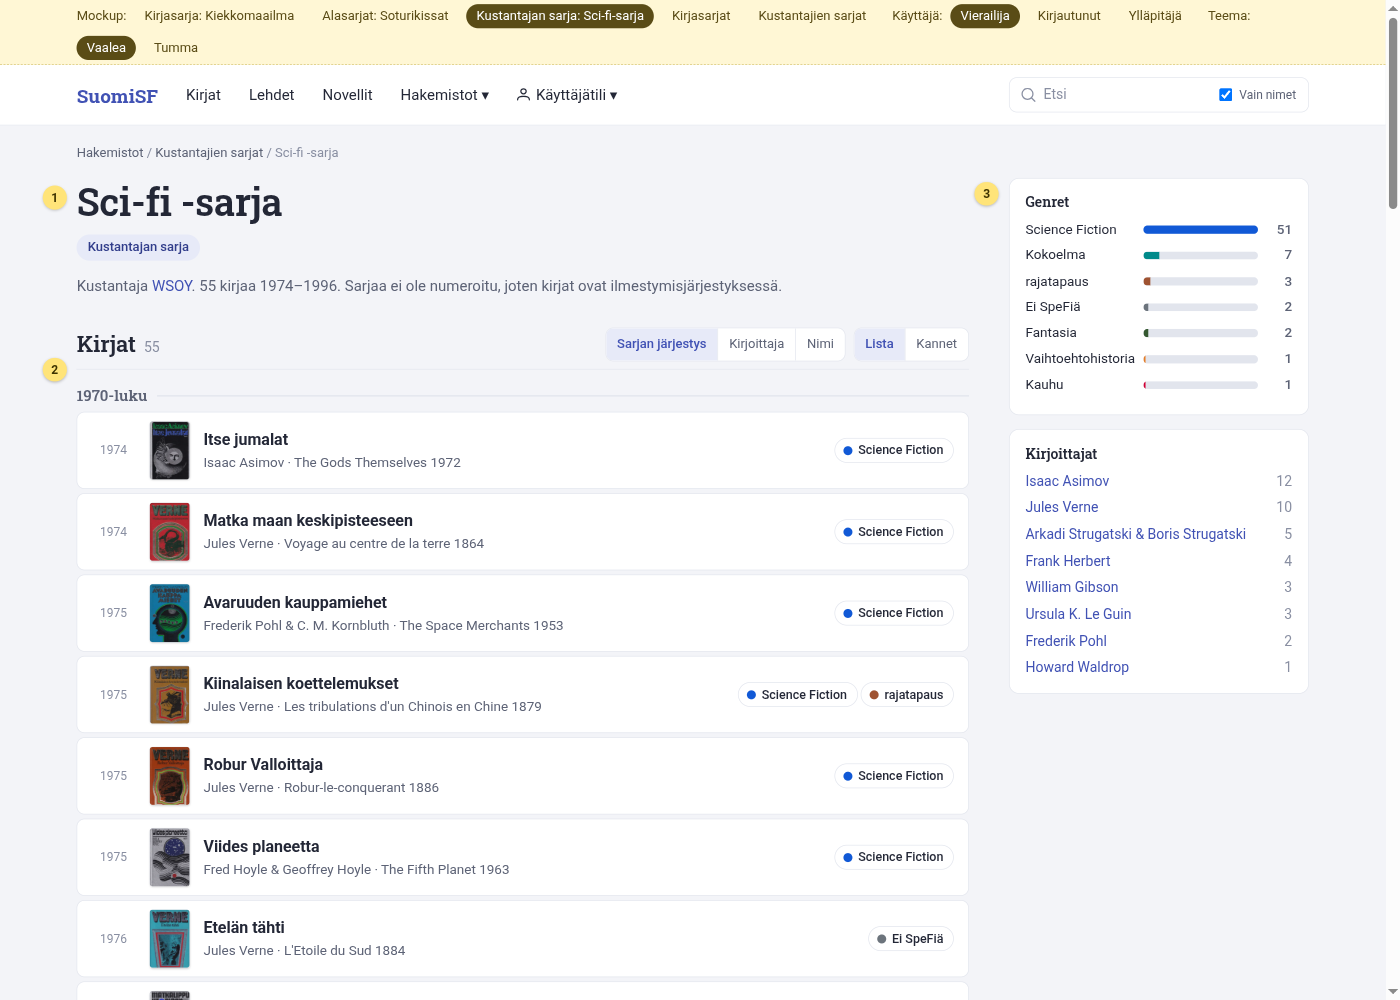 Mockup: Kirjasarja: Kiekkomaailma Alasarjat: Soturikissat Kustantajan sarja: Sci-fi-sarja Kirjasarjat Kustantajien sarjat Käyttäjä: Vierailija Kirjautunut Ylläpitäjä Teema:
Vaalea Tumma
SuomiSF Kirjat Lehdet Novellit Hakemistot ▾ Käyttäjätili ▾ Etsi Vain nimet
Hakemistot / Kustantajien sarjat / Sci-fi -sarja
1 Sci-fi -sarja
Kustantajan sarja
Kustantaja WSOY. 55 kirjaa 1974–1996. Sarjaa ei ole numeroitu, joten kirjat ovat ilmestymisjärjestyksessä.
Kirjat 55 Sarjan järjestys Kirjoittaja Nimi Lista Kannet
2
1970-luku
1974 Itse jumalat Science Fiction
Isaac Asimov · The Gods Themselves 1972
1974 Matka maan keskipisteeseen Science Fiction
Jules Verne · Voyage au centre de la terre 1864
1975 Avaruuden kauppamiehet Science Fiction
Frederik Pohl & C. M. Kornbluth · The Space Merchants 1953
1975 Kiinalaisen koettelemukset Science Fiction rajatapaus
Jules Verne · Les tribulations d'un Chinois en Chine 1879
1975 Robur Valloittaja Science Fiction
Jules Verne · Robur-le-conquerant 1886
1975 Viides planeetta Science Fiction
Fred Hoyle & Geoffrey Hoyle · The Fifth Planet 1963
1976 Etelän tähti Ei SpeFiä
Jules Verne · L'Etoile du Sud 1884
3 Genret
Science Fiction 51
Kokoelma 7
rajatapaus 3
Ei SpeFiä 2
Fantasia 2
Vaihtoehtohistoria 1
Kauhu 1
Kirjoittajat
Isaac Asimov 12
Jules Verne 10
Arkadi Strugatski & Boris Strugatski 5
Frank Herbert 4
William Gibson 3
Ursula K. Le Guin 3
Frederik Pohl 2
Howard Waldrop 1